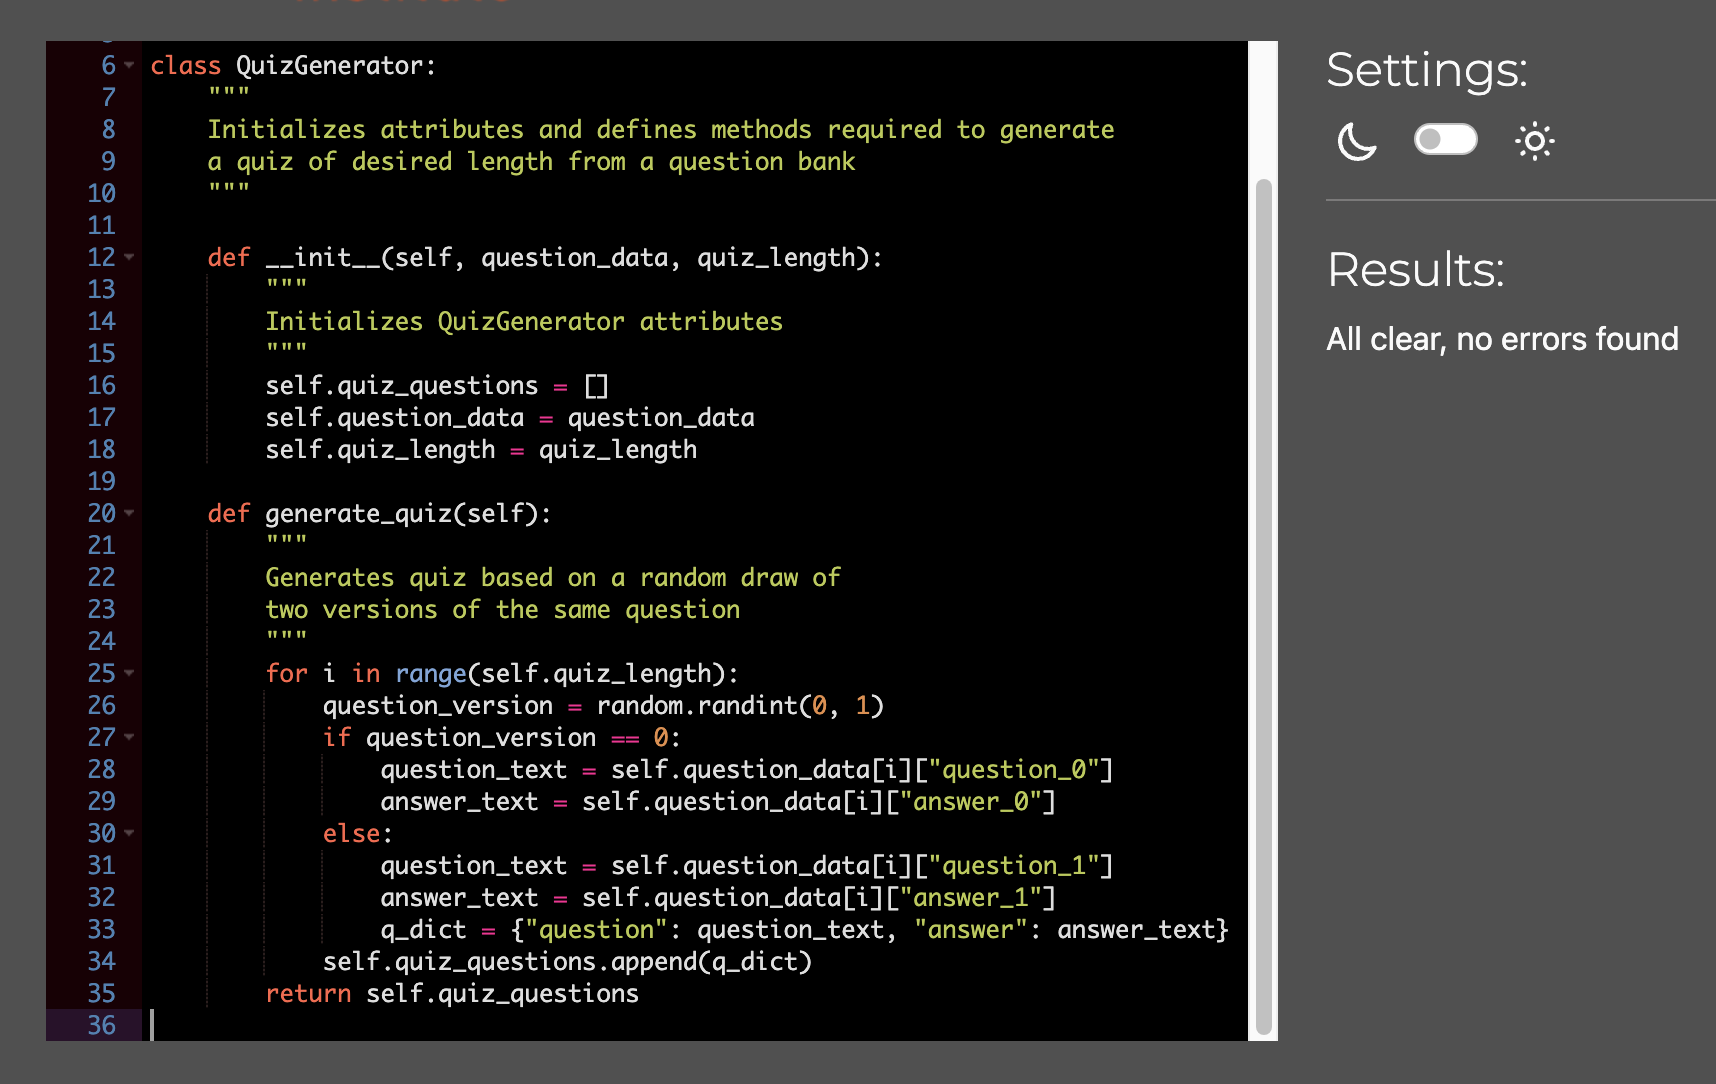 6 class QuizGenerator:
7 """
8 Initializes attributes and defines methods required to generate
9 a quiz of desired length from a question bank
10 """
11
12 def __init__(self, question_data, quiz_length):
13 """
14 Initializes QuizGenerator attributes
15 """
16 self.quiz_questions = []
17 self.question_data = question_data
18 self.quiz_length = quiz_length
19
20 def generate_quiz(self):
21 """
22 Generates quiz based on a random draw of
23 two versions of the same question
24 """
25 for i in range(self.quiz_length):
26 question_version = random.randint(0, 1)
27 if question_version == 0:
28 question_text = self.question_data[i]["question_0"]
29 answer_text = self.question_data[i]["answer_0"]
30 else:
31 question_text = self.question_data[i]["question_1"]
32 answer_text = self.question_data[i]["answer_1"]
33 q_dict = {"question": question_text, "answer": answer_text}
34 self.quiz_questions.append(q_dict)
35 return self.quiz_questions
36
Settings:
Results:
All clear, no errors found